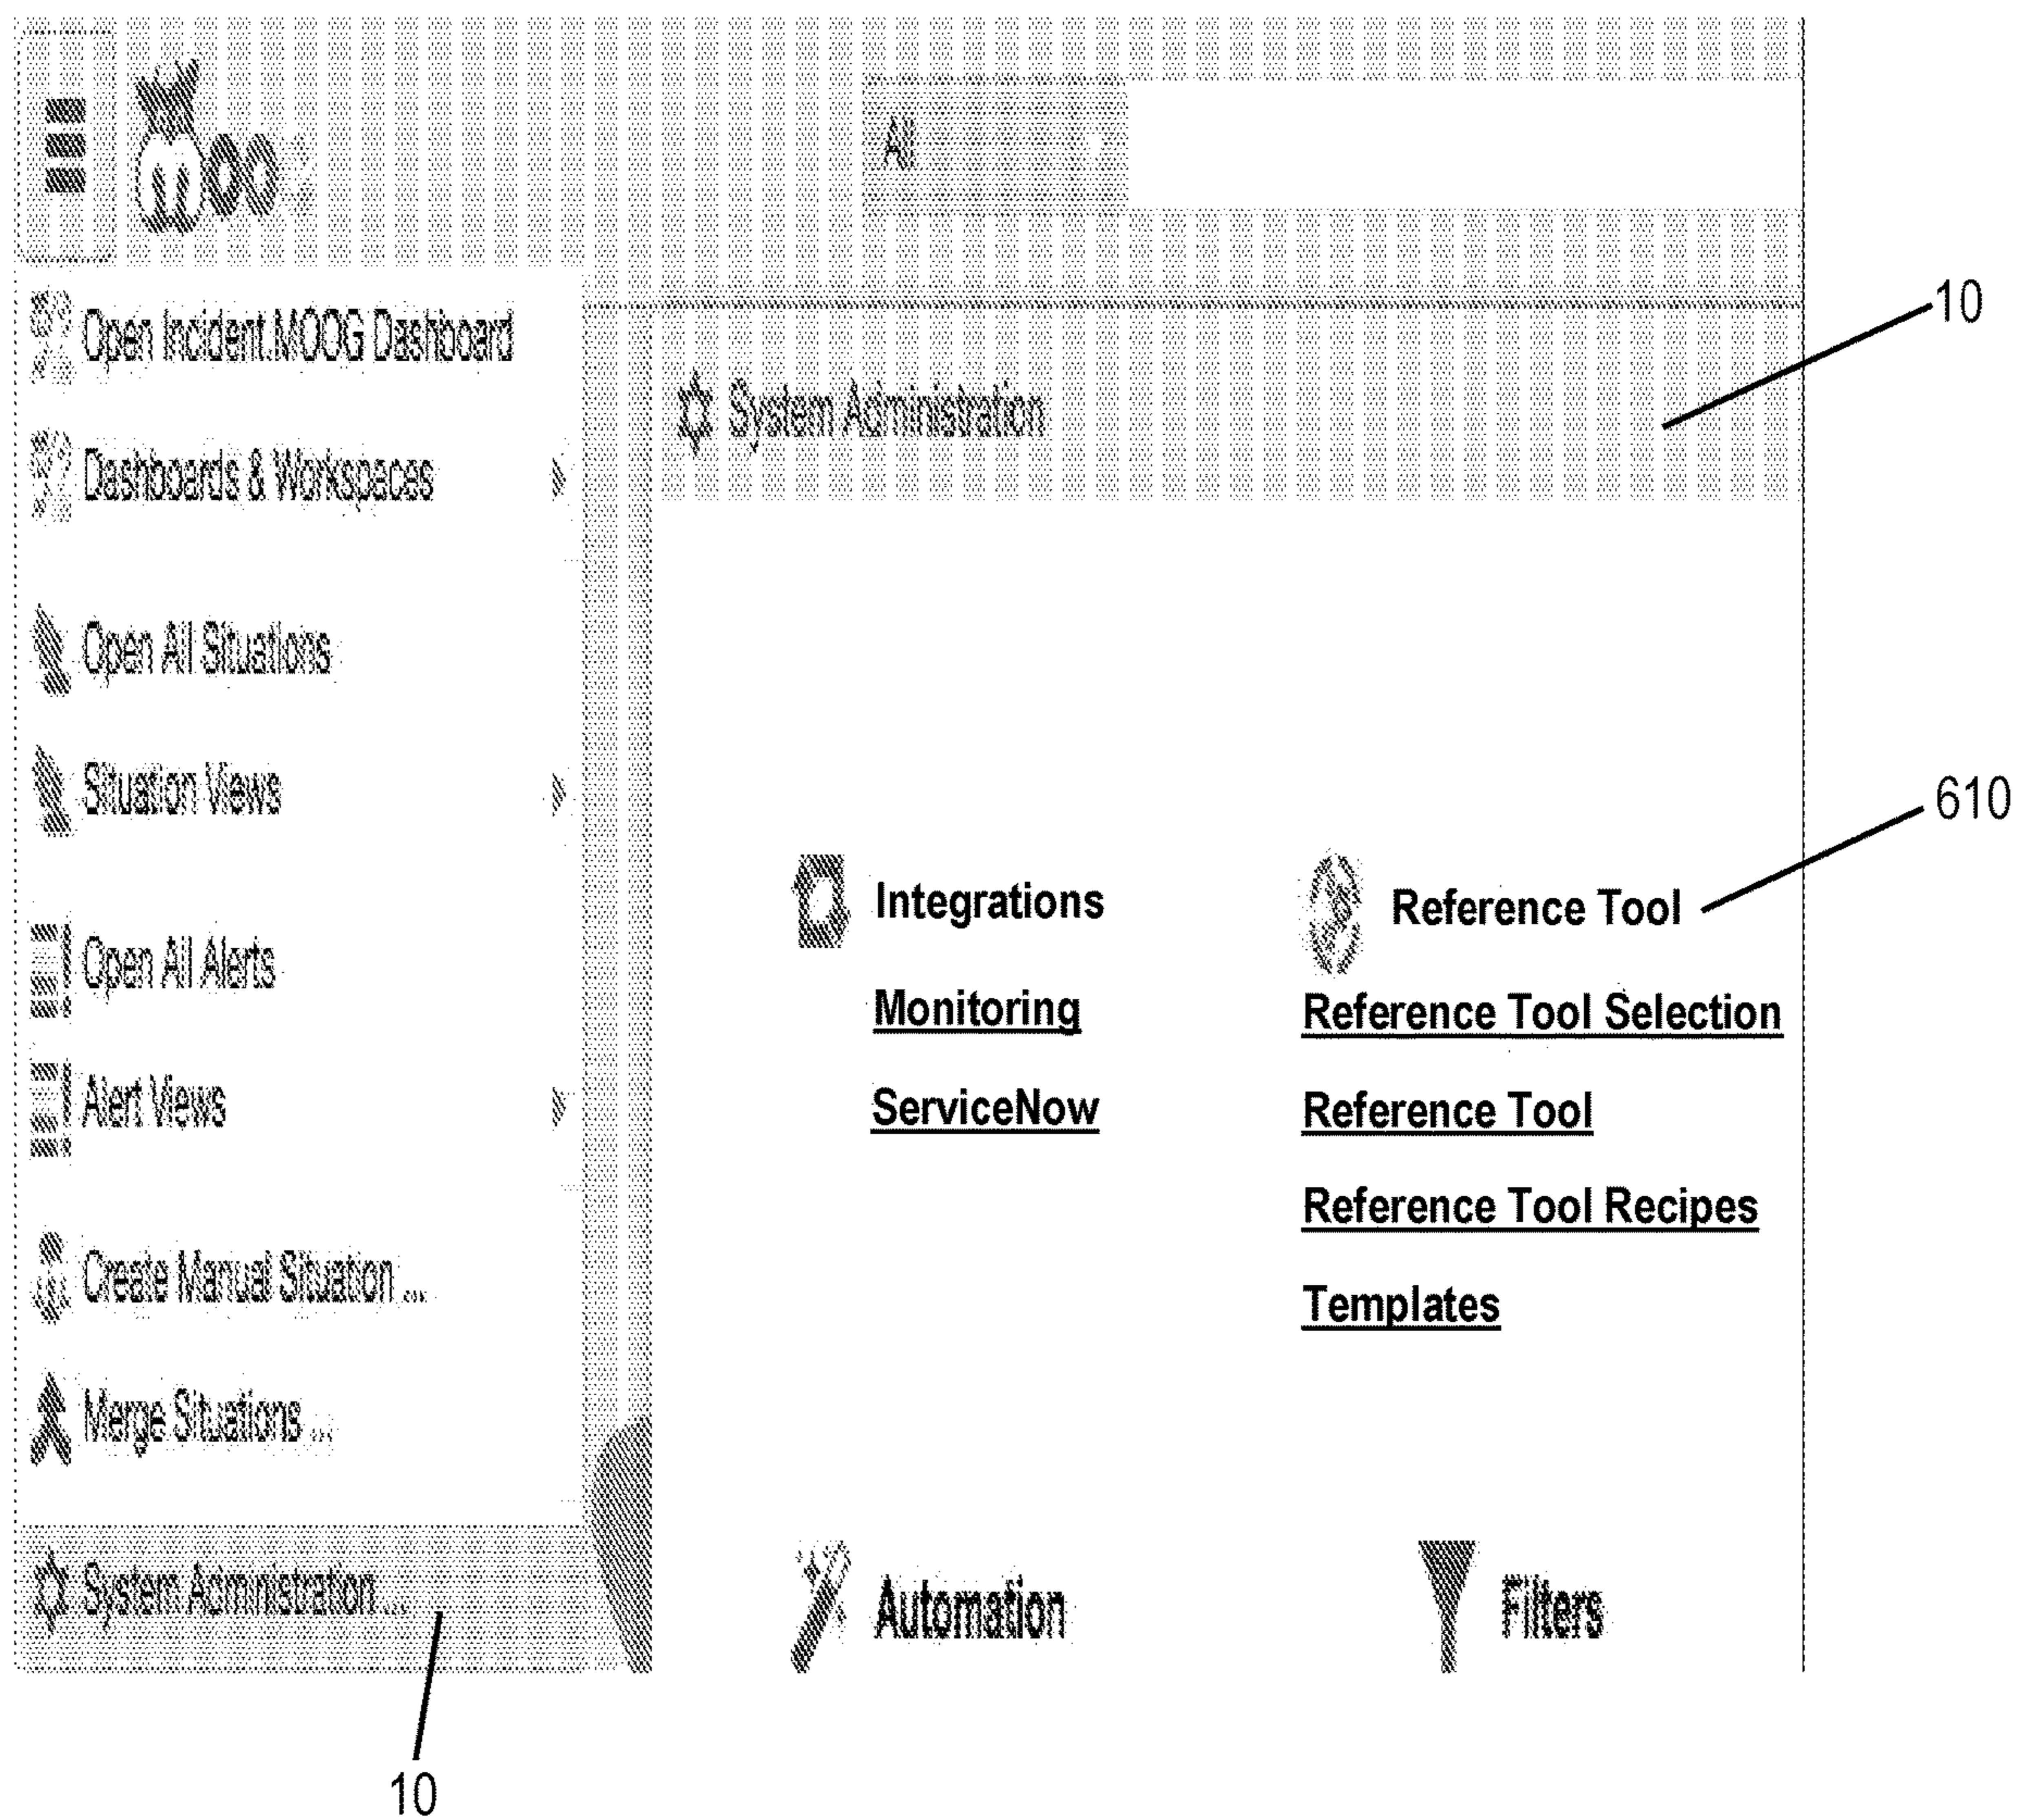 Moo
All
Open Incident.MOOG Dashboard
Dashboards & Workspaces
Open All Situations
Situation Views
Open All Alerts
Alert Views
Create Manual Situation ...
Merge Situations ...
System Administration ...
10
System Administration
10
Integrations
Monitoring
ServiceNow
Reference Tool
610
Reference Tool Selection
Reference Tool
Reference Tool Recipes
Templates
Automation
Filters